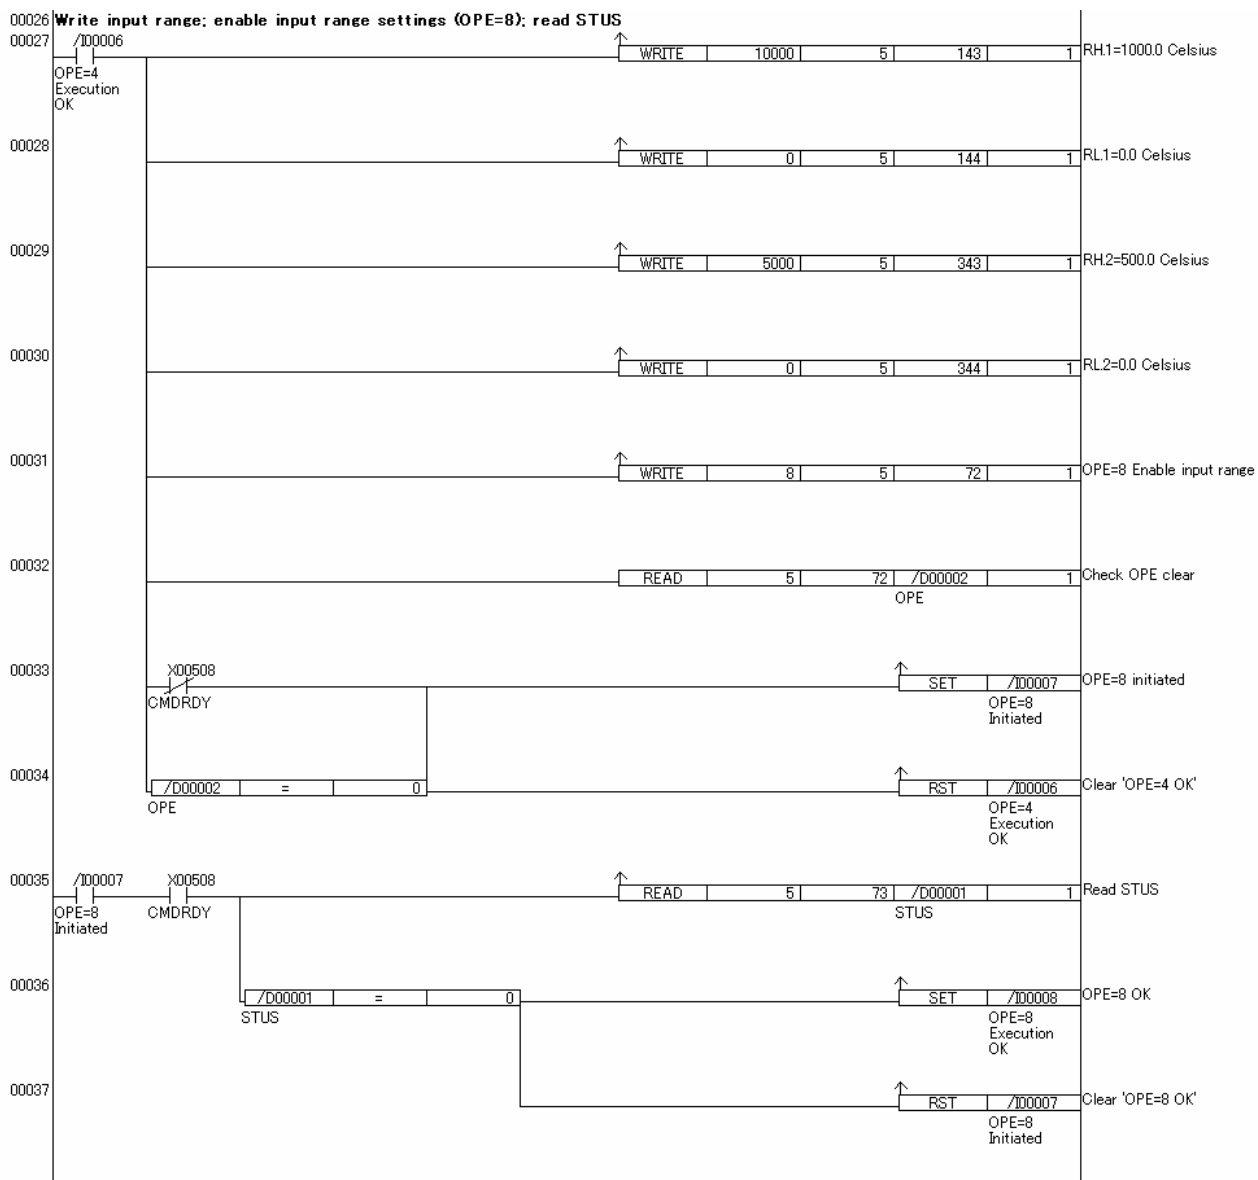 00026 Write input range; enable input range settings (OPE=8); read STUS
00027 /I00006 WRITE 10000 5 143 1 RH.1=1000.0 Celsius
OPE=4
Execution
OK
00028 WRITE 0 5 144 1 RL.1=0.0 Celsius
00029 WRITE 5000 5 343 1 RH.2=500.0 Celsius
00030 WRITE 0 5 344 1 RL.2=0.0 Celsius
00031 WRITE 8 5 72 1 OPE=8 Enable input range
00032 READ 5 72 /D00002 1 Check OPE clear
OPE
00033 X00508 SET /I00007 OPE=8 initiated
CMDRDY OPE=8
Initiated
00034 /D00002 = 0 RST /I00006 Clear 'OPE=4 OK'
OPE OPE=4
Execution
OK
00035 /I00007 X00508 READ 5 73 /D00001 1 Read STUS
OPE=8 CMDRDY STUS
Initiated
00036 /D00001 = 0 SET /I00008 OPE=8 OK
STUS OPE=8
Execution
OK
00037 RST /I00007 Clear 'OPE=8 OK'
OPE=8
Initiated